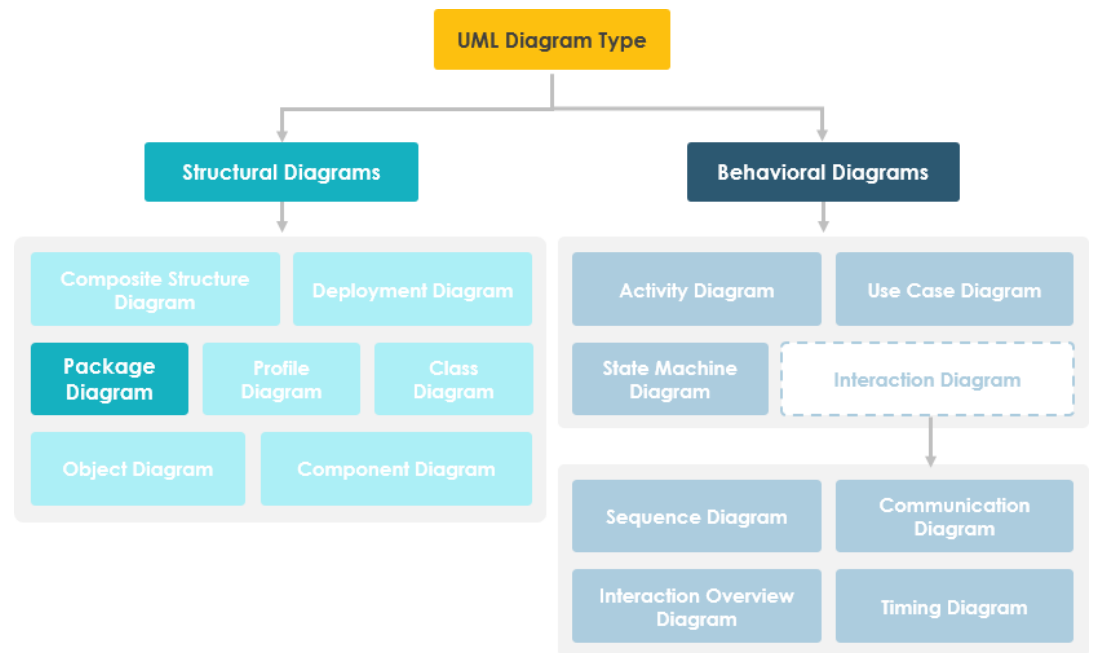 UML Diagram Type
Structural Diagrams
Behavioral Diagrams
Composite Structure
Diagram
Deployment Diagram
Package
Diagram
Profile
Diagram
Class
Diagram
Object Diagram
Component Diagram
Activity Diagram
Use Case Diagram
State Machine
Diagram
Interaction Diagram
Sequence Diagram
Communication
Diagram
Interaction Overview
Diagram
Timing Diagram